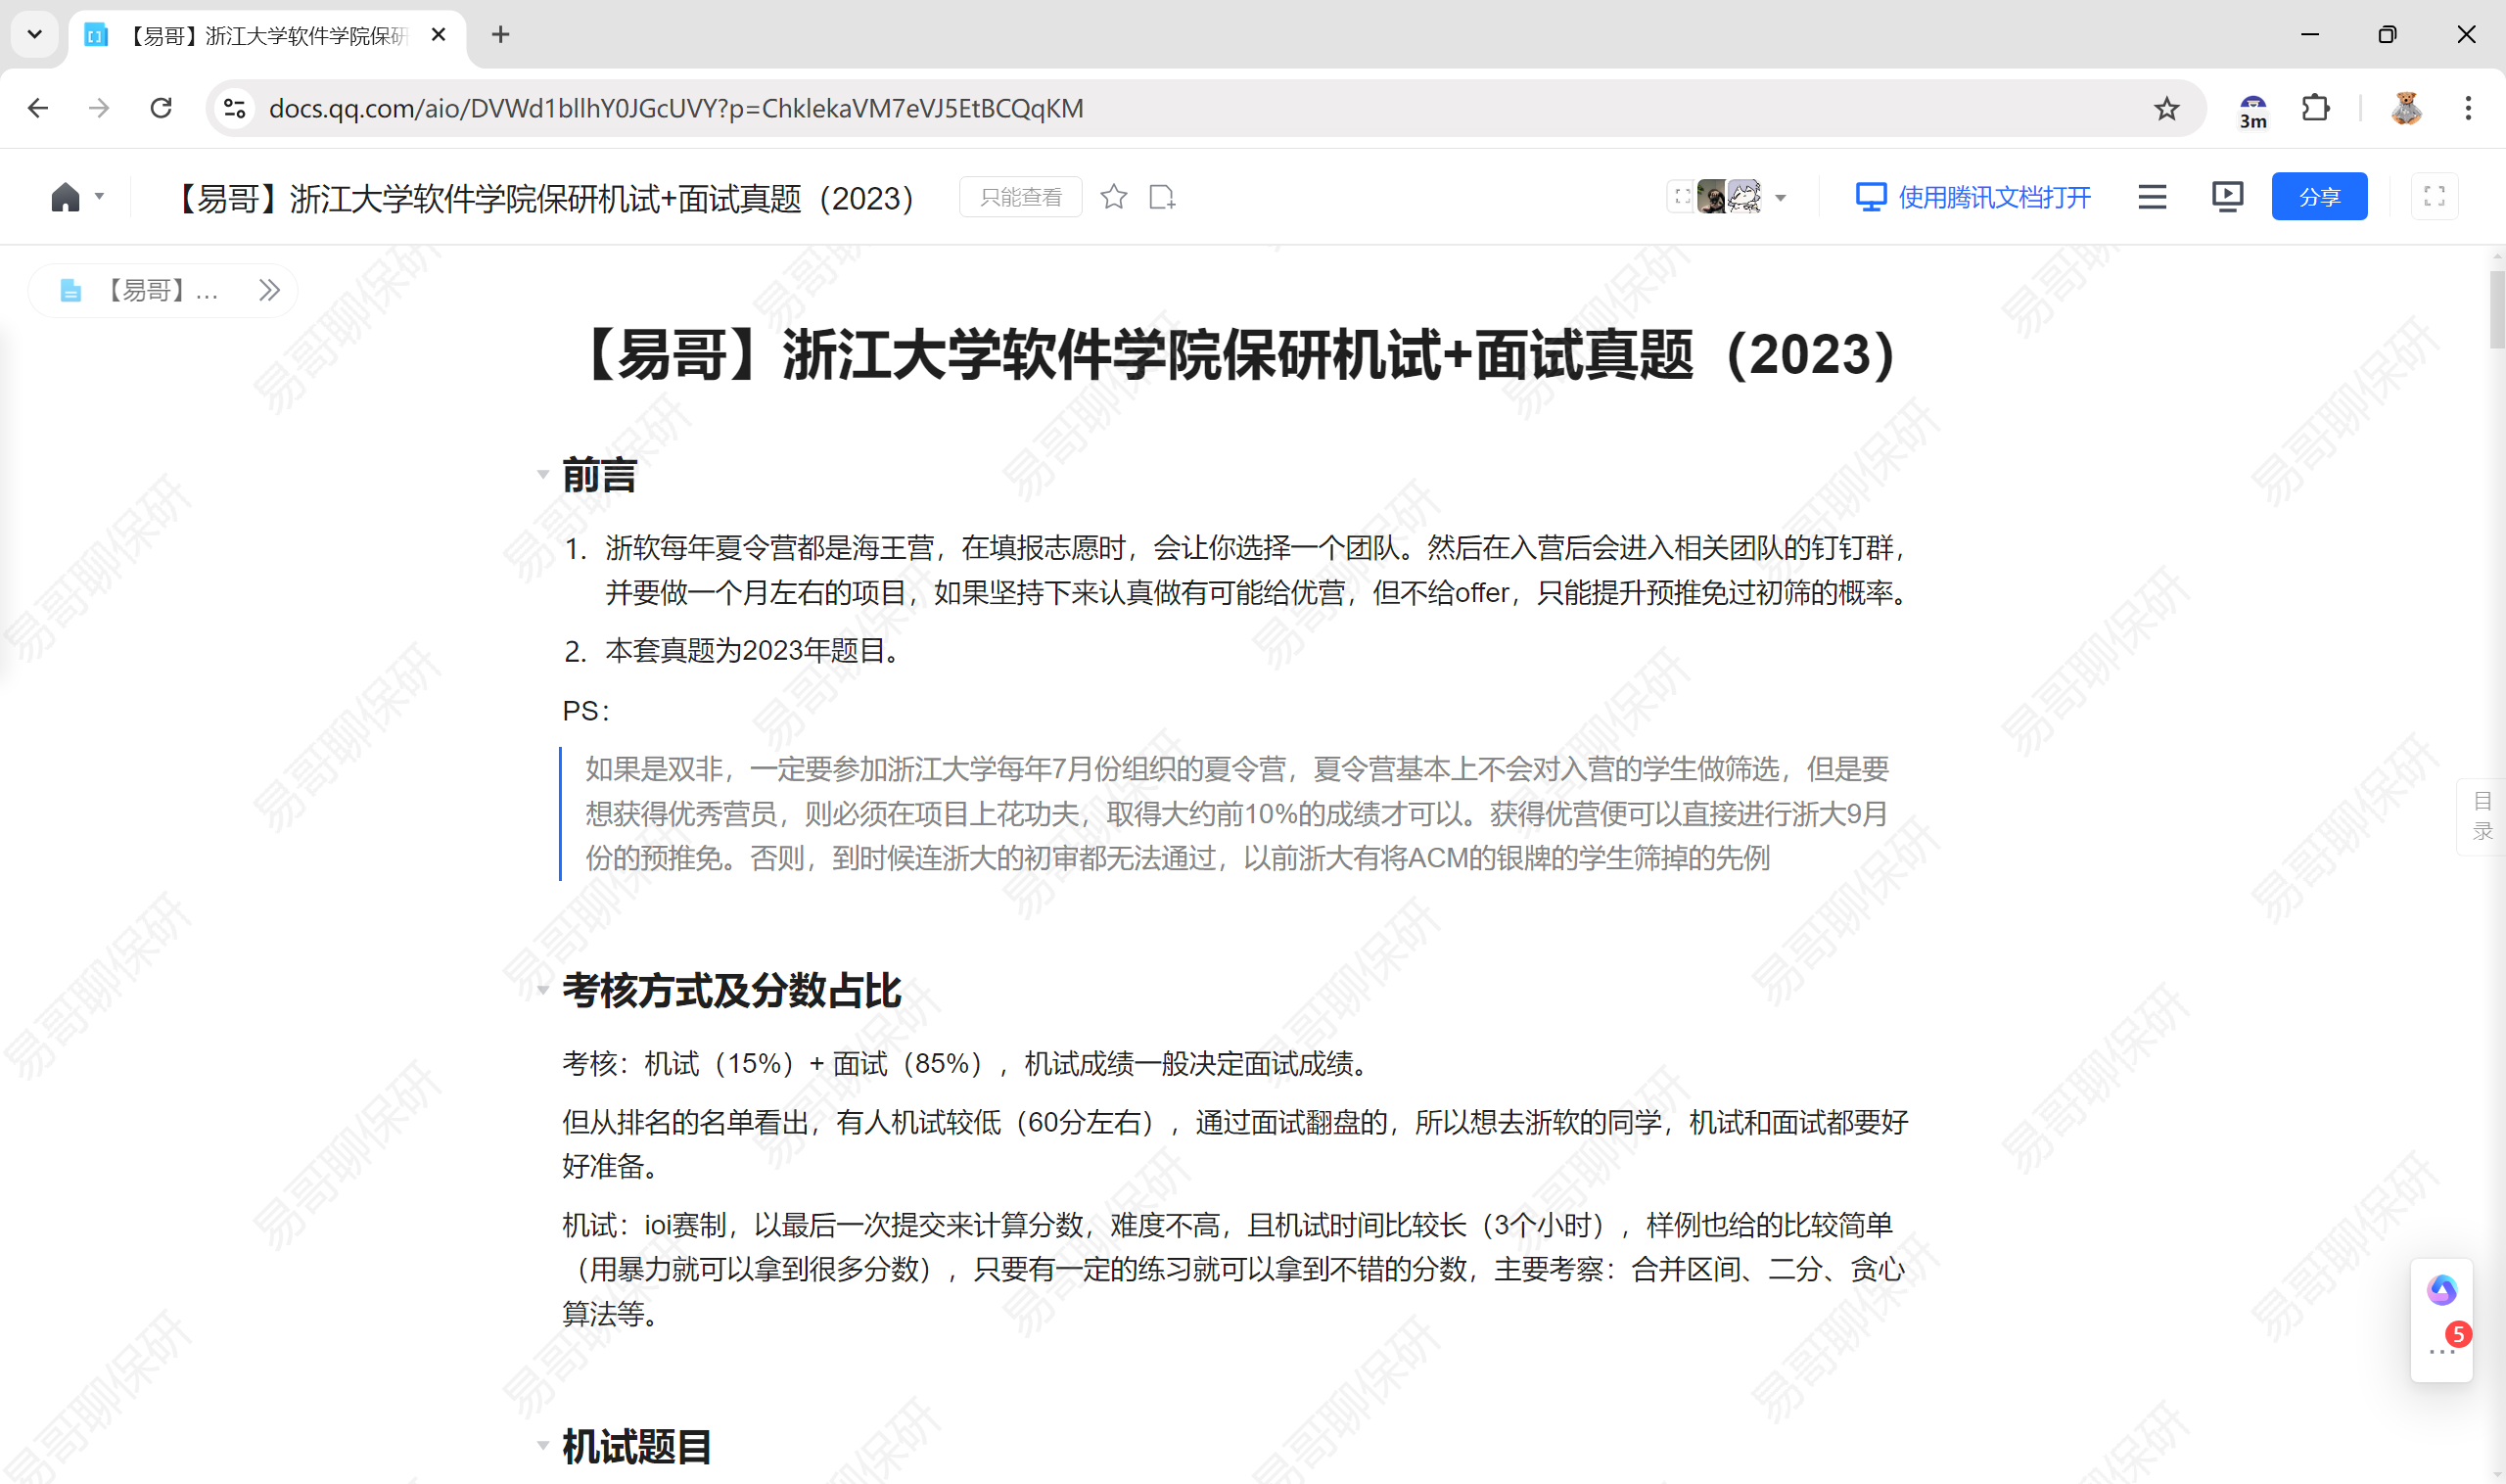 【易哥】浙江大学软件学院保研
docs.qq.com/aio/DVWd1bllhY0JGcUVY?p=ChklekaVM7eVJ5EtBCQqKM
3m
【易哥】浙江大学软件学院保研机试+面试真题（2023）
只能查看
使用腾讯文档打开
分享
【易哥】...
【易哥】浙江大学软件学院保研机试+面试真题（2023）
前言
1. 浙软每年夏令营都是海王营，在填报志愿时，会让你选择一个团队。然后在入营后会进入相关团队的钉钉群，
并要做一个月左右的项目，如果坚持下来认真做有可能给优营，但不给offer，只能提升预推免过初筛的概率。
2. 本套真题为2023年题目。
PS：
如果是双非，一定要参加浙江大学每年7月份组织的夏令营，夏令营基本上不会对入营的学生做筛选，但是要
想获得优秀营员，则必须在项目上花功夫，取得大约前10%的成绩才可以。获得优营便可以直接进行浙大9月
份的预推免。否则，到时候连浙大的初审都无法通过，以前浙大有将ACM的银牌的学生筛掉的先例
目
录
考核方式及分数占比
考核：机试（15%）+ 面试（85%），机试成绩一般决定面试成绩。
但从排名的名单看出，有人机试较低（60分左右），通过面试翻盘的，所以想去浙软的同学，机试和面试都要好
好准备。
机试：ioi赛制，以最后一次提交来计算分数，难度不高，且机试时间比较长（3个小时），样例也给的比较简单
（用暴力就可以拿到很多分数），只要有一定的练习就可以拿到不错的分数，主要考察：合并区间、二分、贪心
算法等。
5
机试题目
易哥聊保研